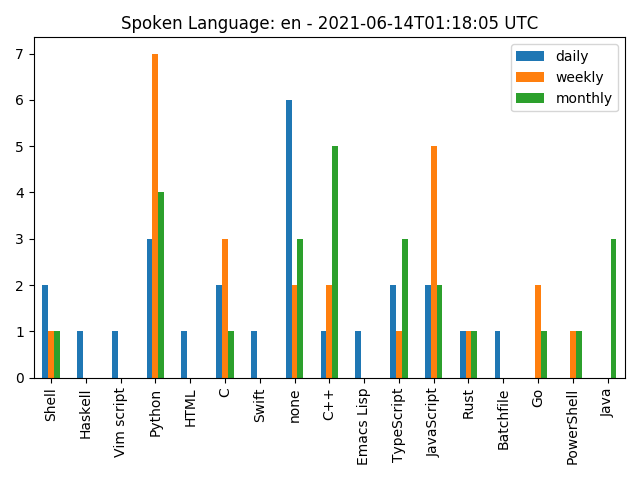 Spoken Language: en - 2021-06-14T01:18:05 UTC
daily
weekly
monthly
7
6
5
4
3
2
1
0
Shell
Haskell
Vim script
Python
HTML
C
Swift
none
C++
Emacs Lisp
TypeScript
JavaScript
Rust
Batchfile
Go
PowerShell
Java